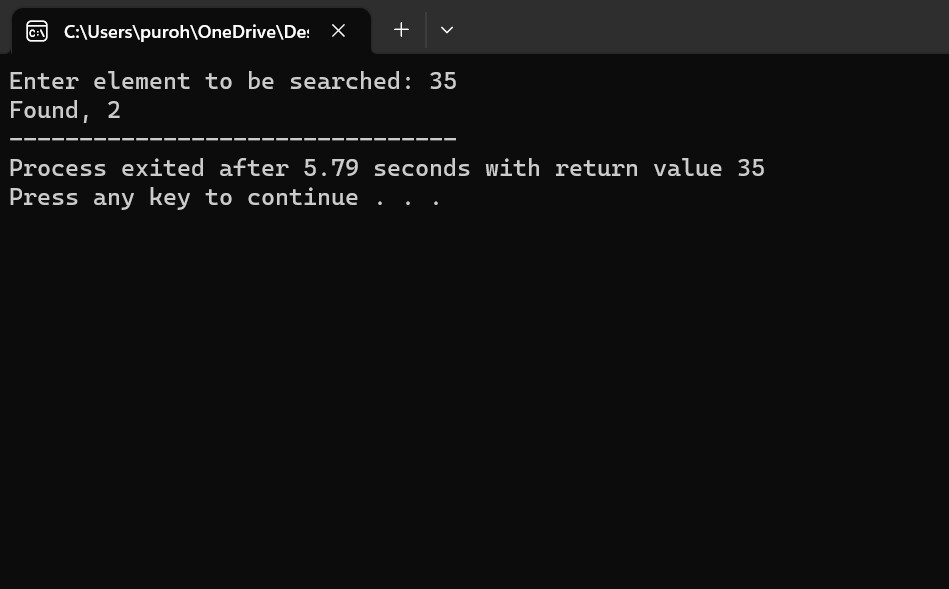 C:\Users\puroh\OneDrive\Des
Enter element to be searched: 35
Found, 2
--------------------------------
Process exited after 5.79 seconds with return value 35
Press any key to continue . . .